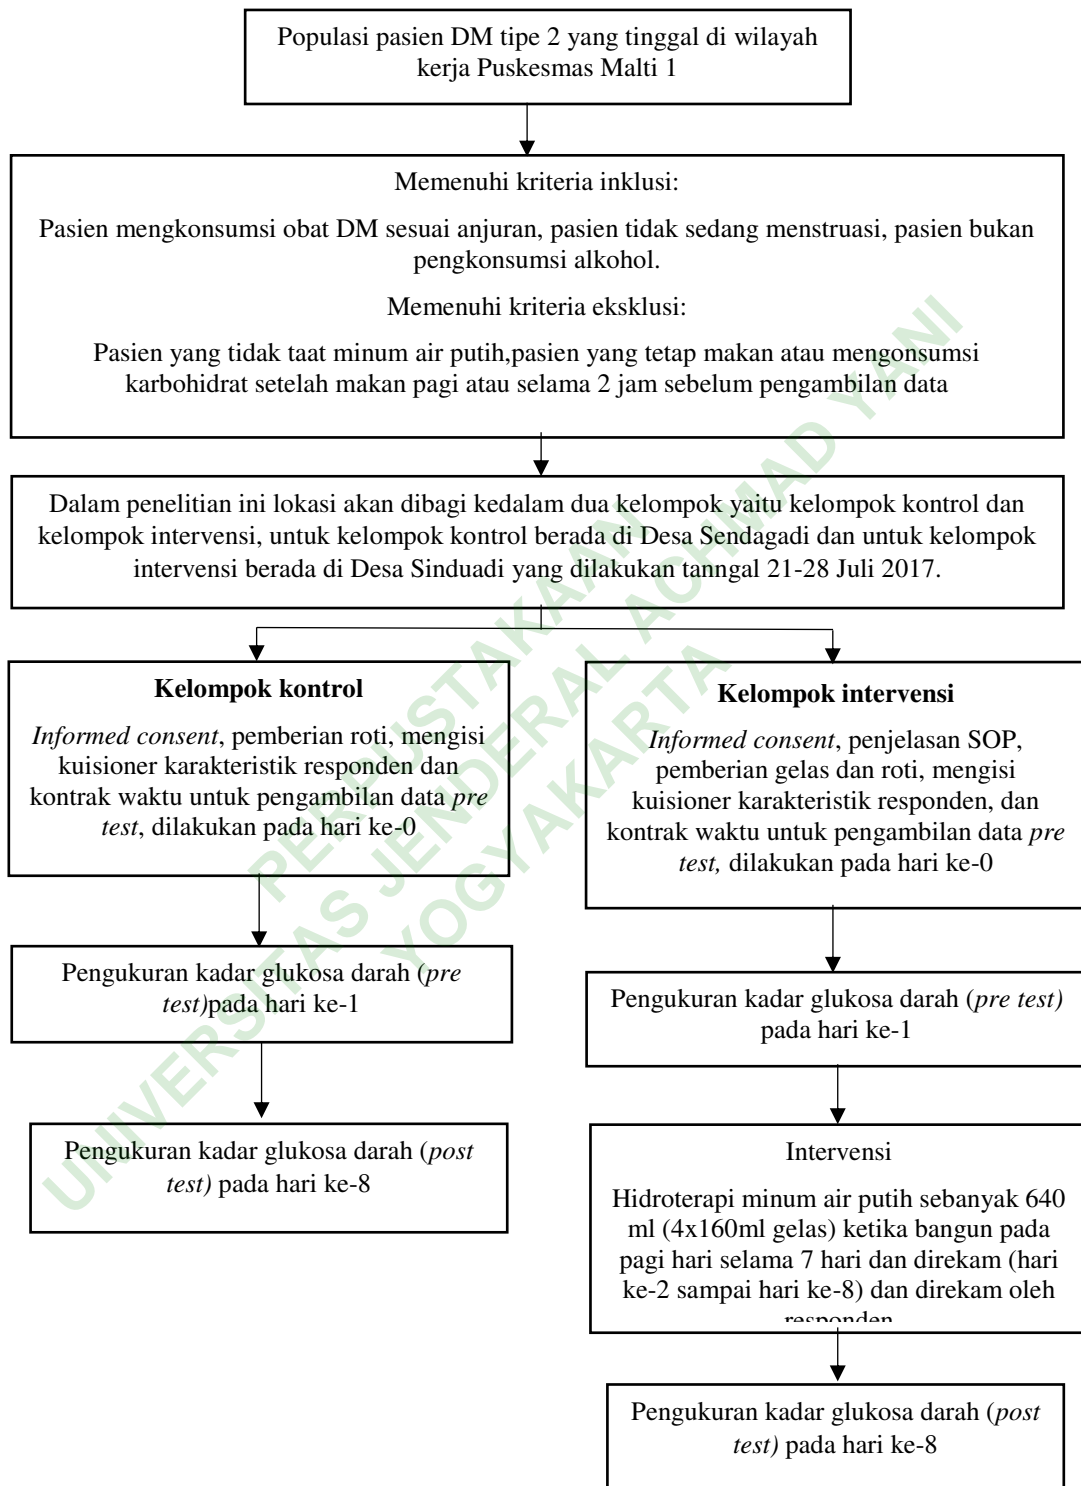 Populasi pasien DM tipe 2 yang tinggal di wilayah
kerja Puskesmas Malti 1
Memenuhi kriteria inklusi:
Pasien mengkonsumsi obat DM sesuai anjuran, pasien tidak sedang menstruasi, pasien bukan
pengkonsumsi alkohol.
Memenuhi kriteria eksklusi:
Pasien yang tidak taat minum air putih,pasien yang tetap makan atau mengonsumsi
karbohidrat setelah makan pagi atau selama 2 jam sebelum pengambilan data
Dalam penelitian ini lokasi akan dibagi kedalam dua kelompok yaitu kelompok kontrol dan
kelompok intervensi, untuk kelompok kontrol berada di Desa Sendagadi dan untuk kelompok
intervensi berada di Desa Sinduadi yang dilakukan tanngal 21-28 Juli 2017.
Kelompok kontrol
Informed consent, pemberian roti, mengisi
kuisioner karakteristik responden dan
kontrak waktu untuk pengambilan data pre
test, dilakukan pada hari ke-0
Pengukuran kadar glukosa darah (pre
test)pada hari ke-1
Pengukuran kadar glukosa darah (post
test) pada hari ke-8
Kelompok intervensi
Informed consent, penjelasan SOP,
pemberian gelas dan roti, mengisi
kuisioner karakteristik responden, dan
kontrak waktu untuk pengambilan data pre
test, dilakukan pada hari ke-0
Pengukuran kadar glukosa darah (pre test)
pada hari ke-1
Intervensi
Hidroterapi minum air putih sebanyak 640
ml (4x160ml gelas) ketika bangun pada
pagi hari selama 7 hari dan direkam (hari
ke-2 sampai hari ke-8) dan direkam oleh
responden
Pengukuran kadar glukosa darah (post
test) pada hari ke-8
PERPUSTAKAAN
UNIVERSITAS JENDERAL ACHMAD YANI
YOGYAKARTA